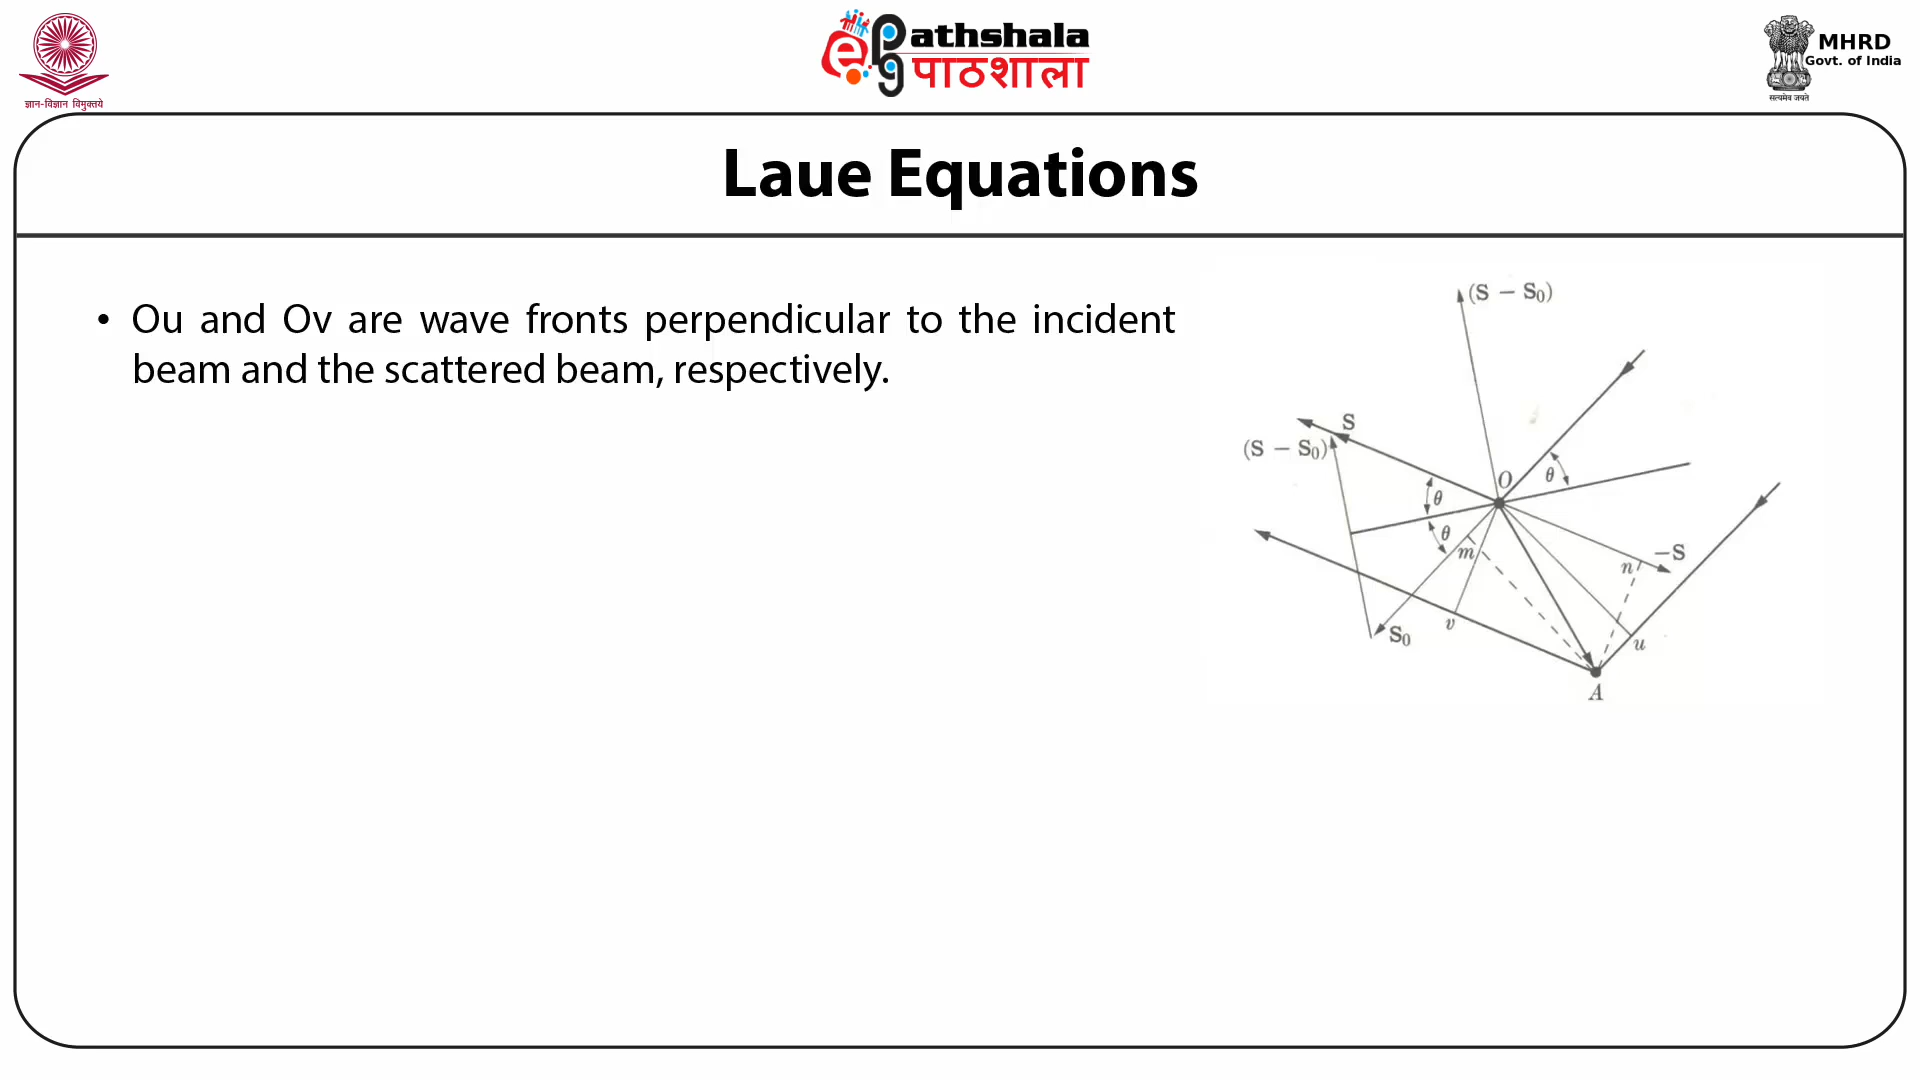 ज्ञान-विज्ञान विमुक्तये
ePathshala
पाठशाला
MHRD
Govt. of India
सत्यमेव जयते
Laue Equations
• Ou and Ov are wave fronts perpendicular to the incident
beam and the scattered beam, respectively.
(S − S₀)
S
(S − S₀)
O
θ
θ
θ
m
−S
n
S₀
v
u
A